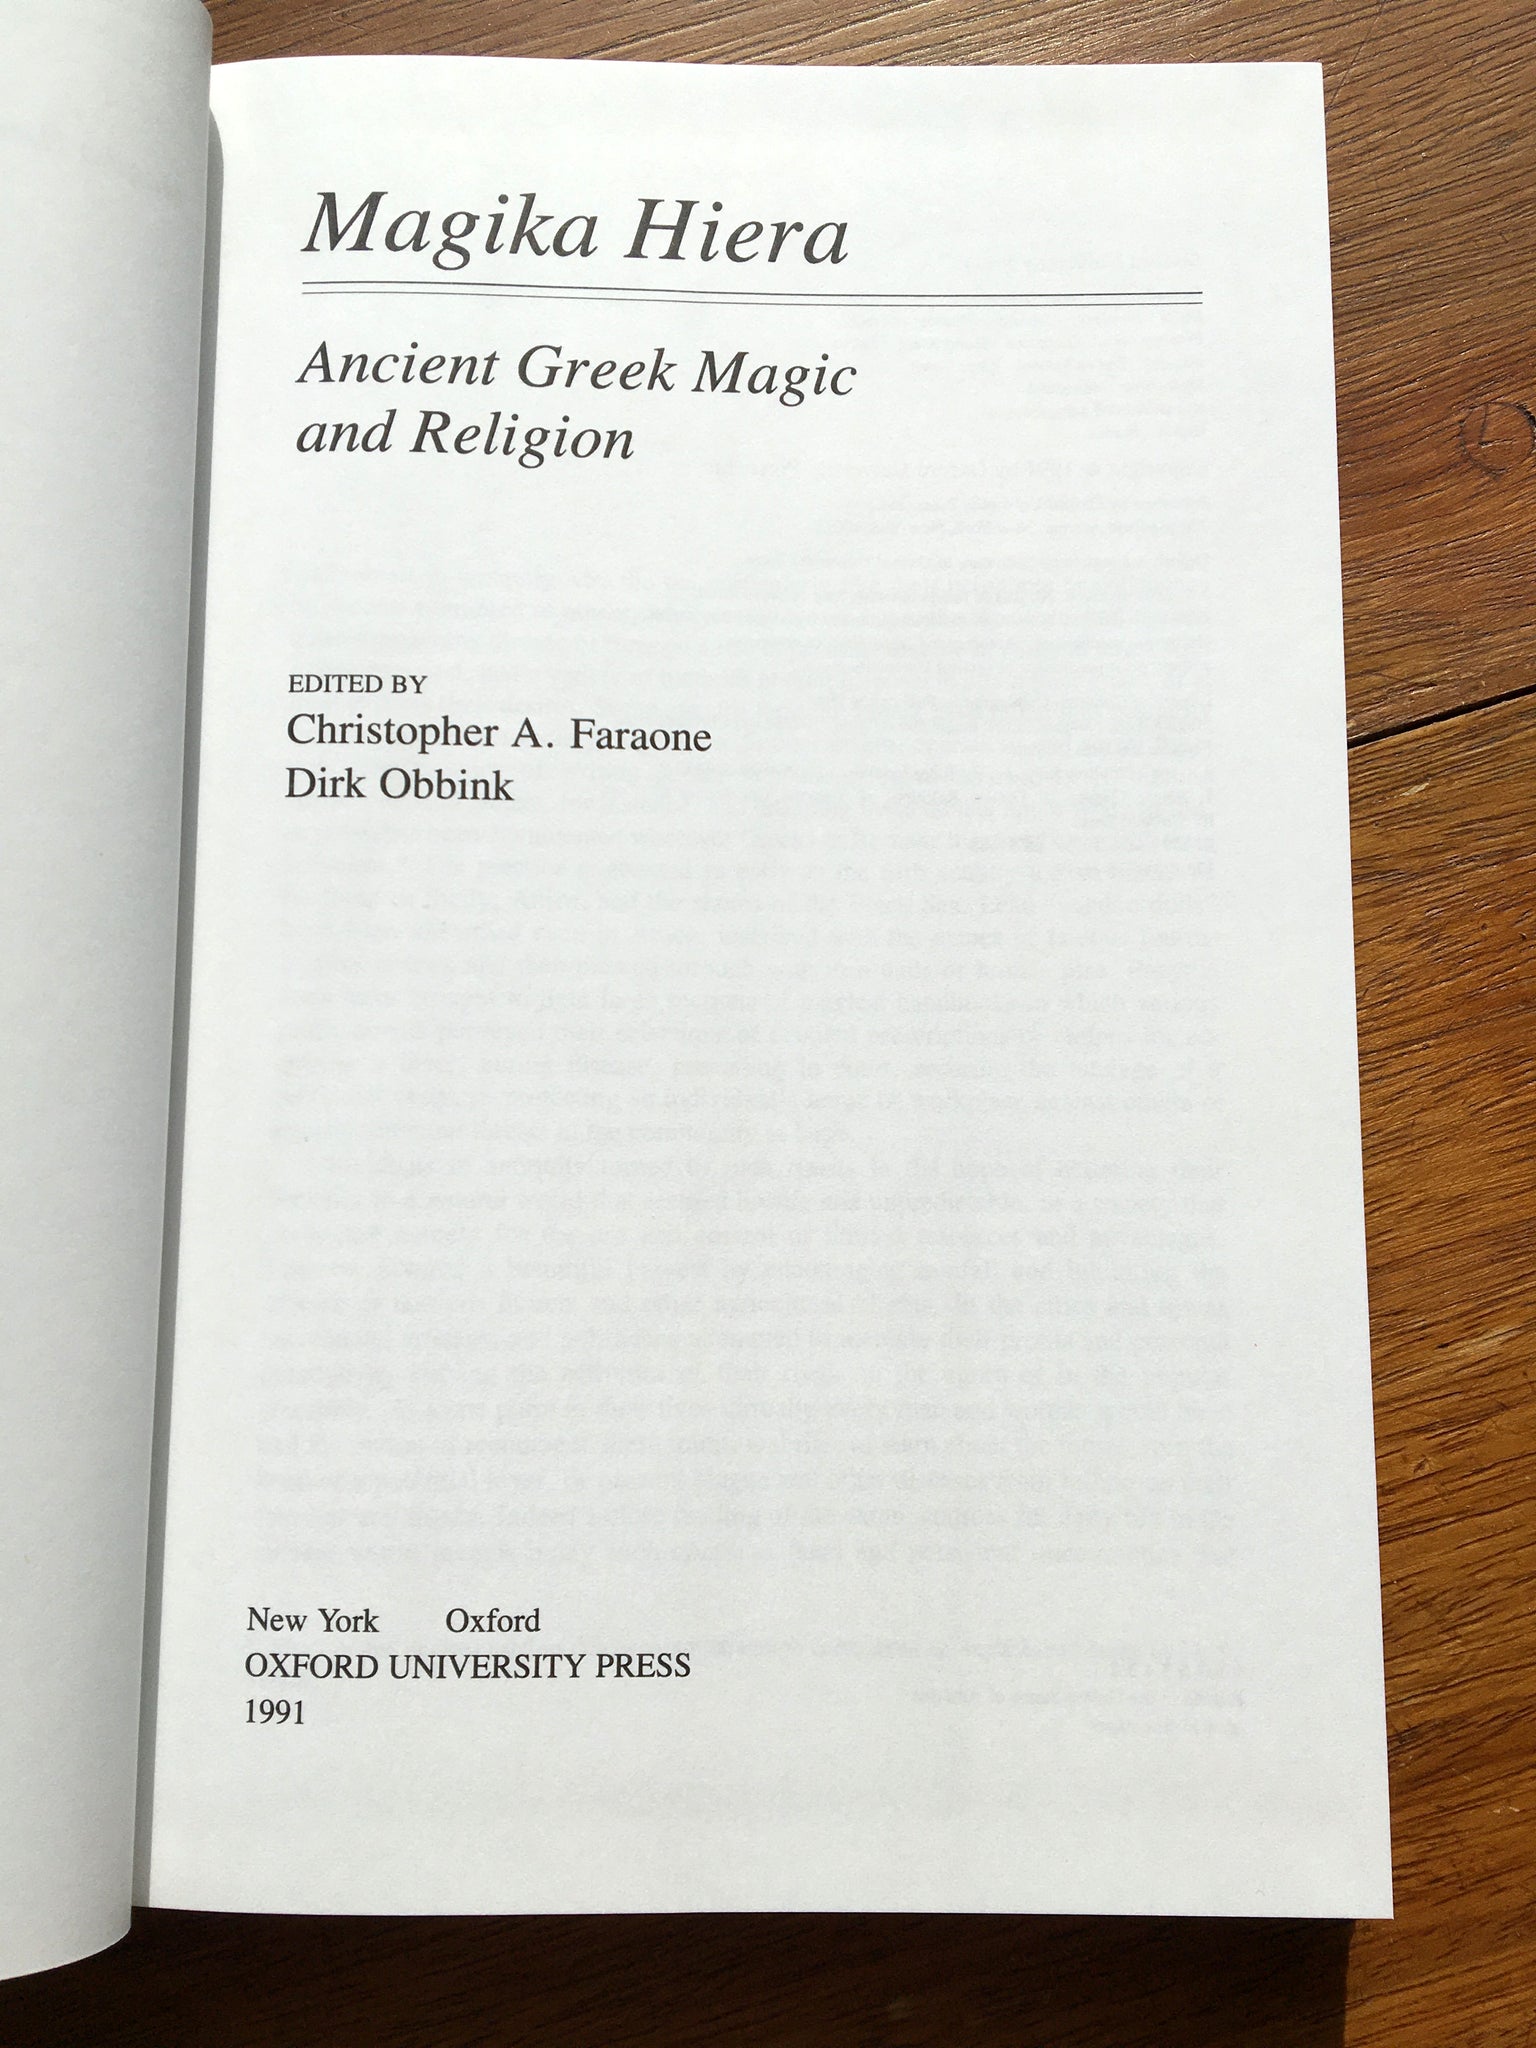 Magika Hiera
Ancient Greek Magic
and Religion
EDITED BY
Christopher A. Faraone
Dirk Obbink
New York Oxford
OXFORD UNIVERSITY PRESS
1991